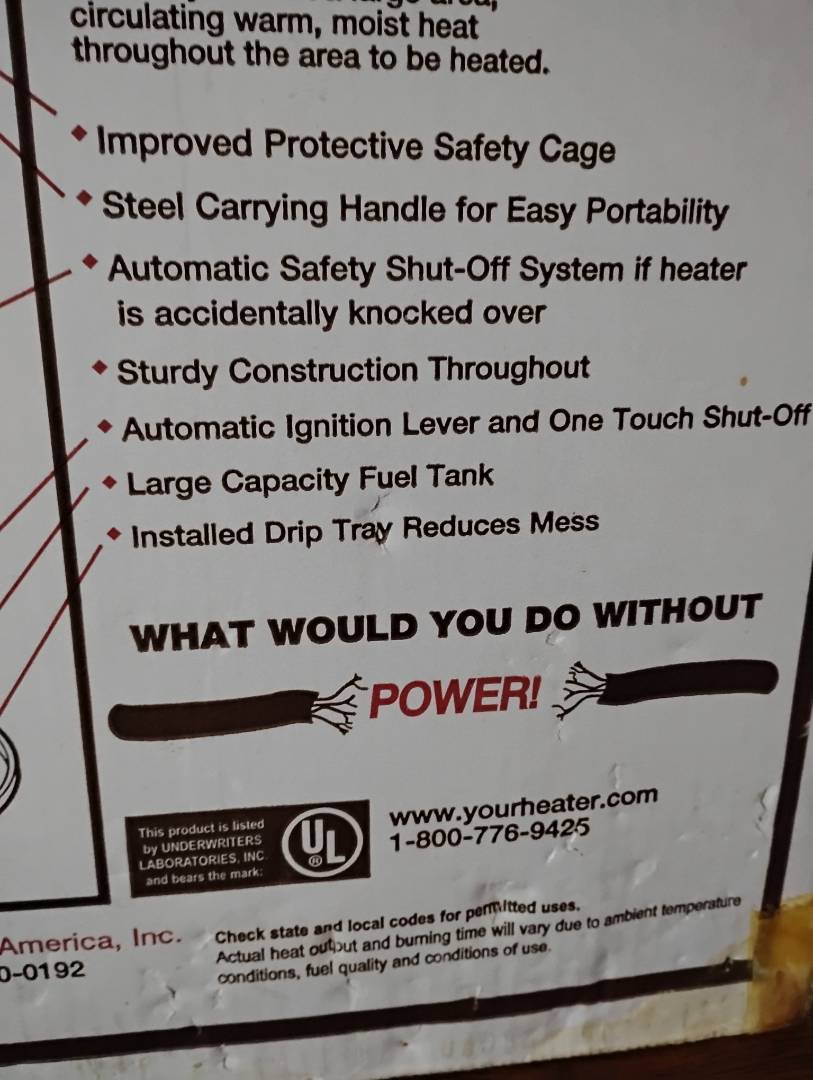 circulating warm, moist heat
throughout the area to be heated.
Improved Protective Safety Cage
Steel Carrying Handle for Easy Portability
Automatic Safety Shut-Off System if heater
is accidentally knocked over
Sturdy Construction Throughout
Automatic Ignition Lever and One Touch Shut-Off
Large Capacity Fuel Tank
Installed Drip Tray Reduces Mess
WHAT WOULD YOU DO WITHOUT
POWER!
This product is listed
by UNDERWRITERS
LABORATORIES, INC.
and bears the mark:
UL
®
www.yourheater.com
1-800-776-9425
America, Inc.
0-0192
Check state and local codes for permitted uses.
Actual heat output and burning time will vary due to ambient temperature
conditions, fuel quality and conditions of use.